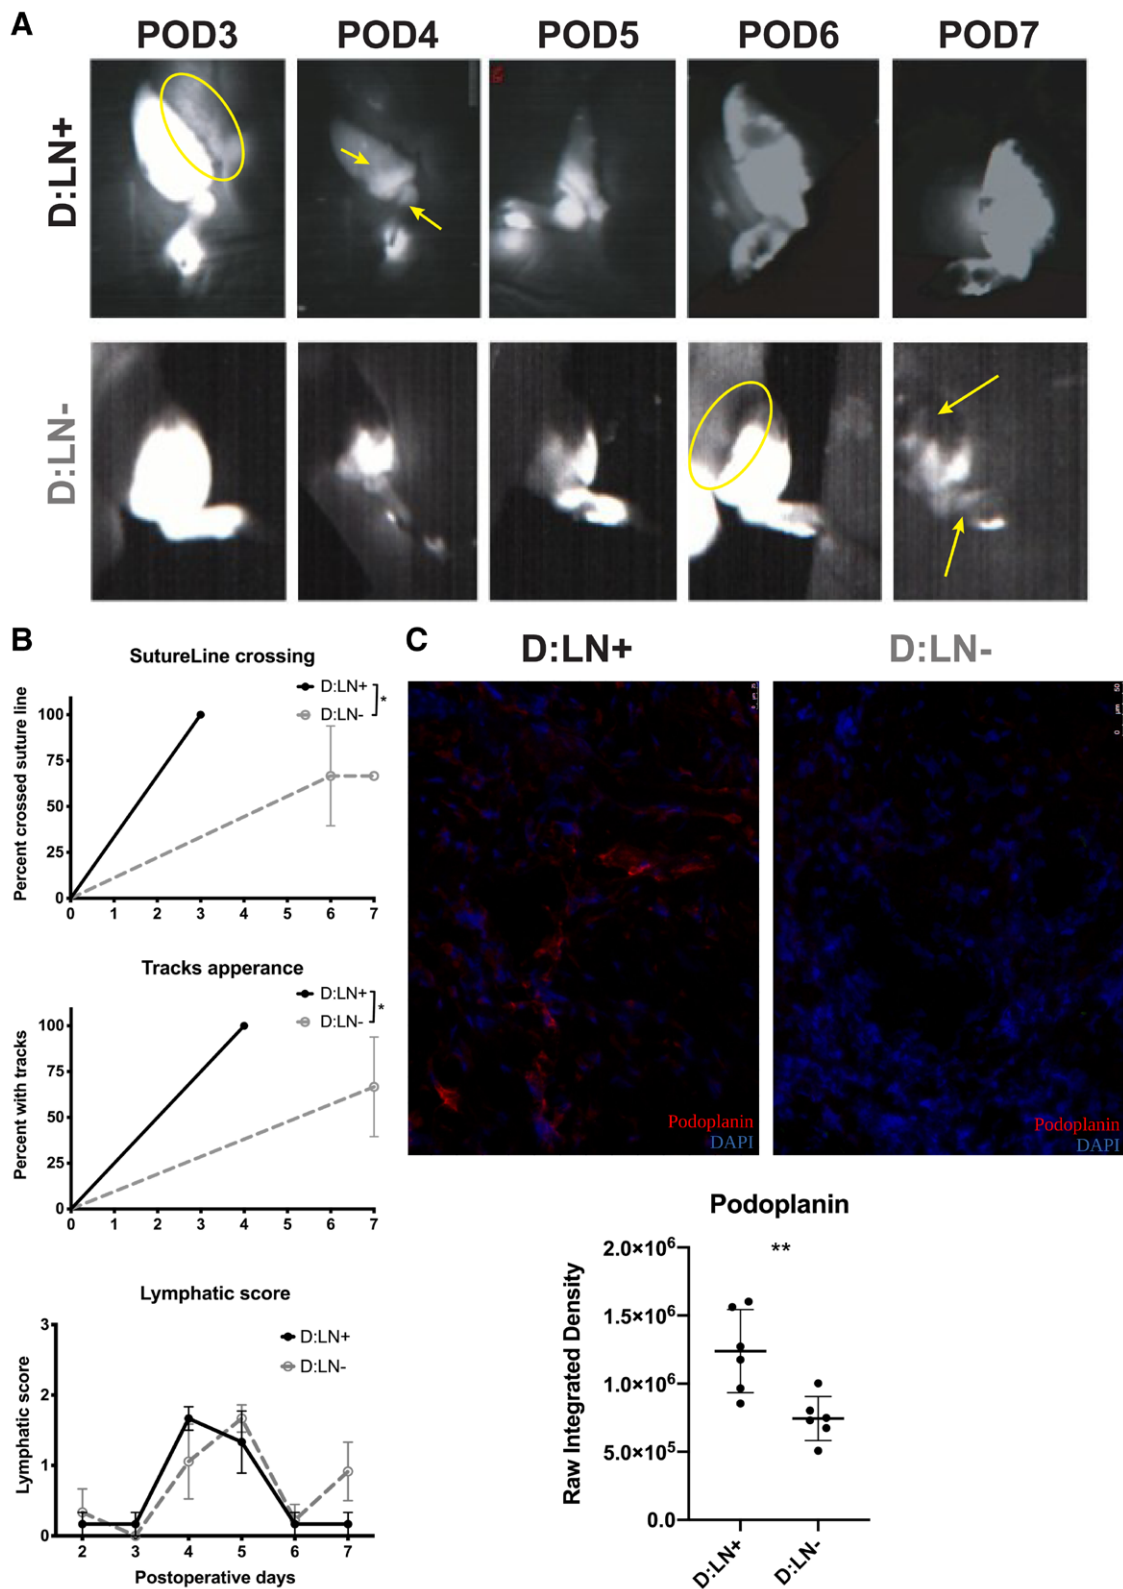 A
POD3 POD4 POD5 POD6 POD7
D:LN+
D:LN-
B
SutureLine crossing
D:LN+
D:LN-
*
Percent crossed suture line
100
75
50
25
0
0 1 2 3 4 5 6 7
Tracks apperance
D:LN+
D:LN-
*
Percent with tracks
100
75
50
25
0
0 1 2 3 4 5 6 7
Lymphatic score
D:LN+
D:LN-
Lymphatic score
3
2
1
0
2 3 4 5 6 7
Postoperative days
C
D:LN+ D:LN-
0 µm 50
Podoplanin
DAPI
Podoplanin
DAPI
Podoplanin
**
Raw Integrated Density
2.0×10⁶
1.5×10⁶
1.0×10⁶
5.0×10⁵
0.0
D:LN+ D:LN-